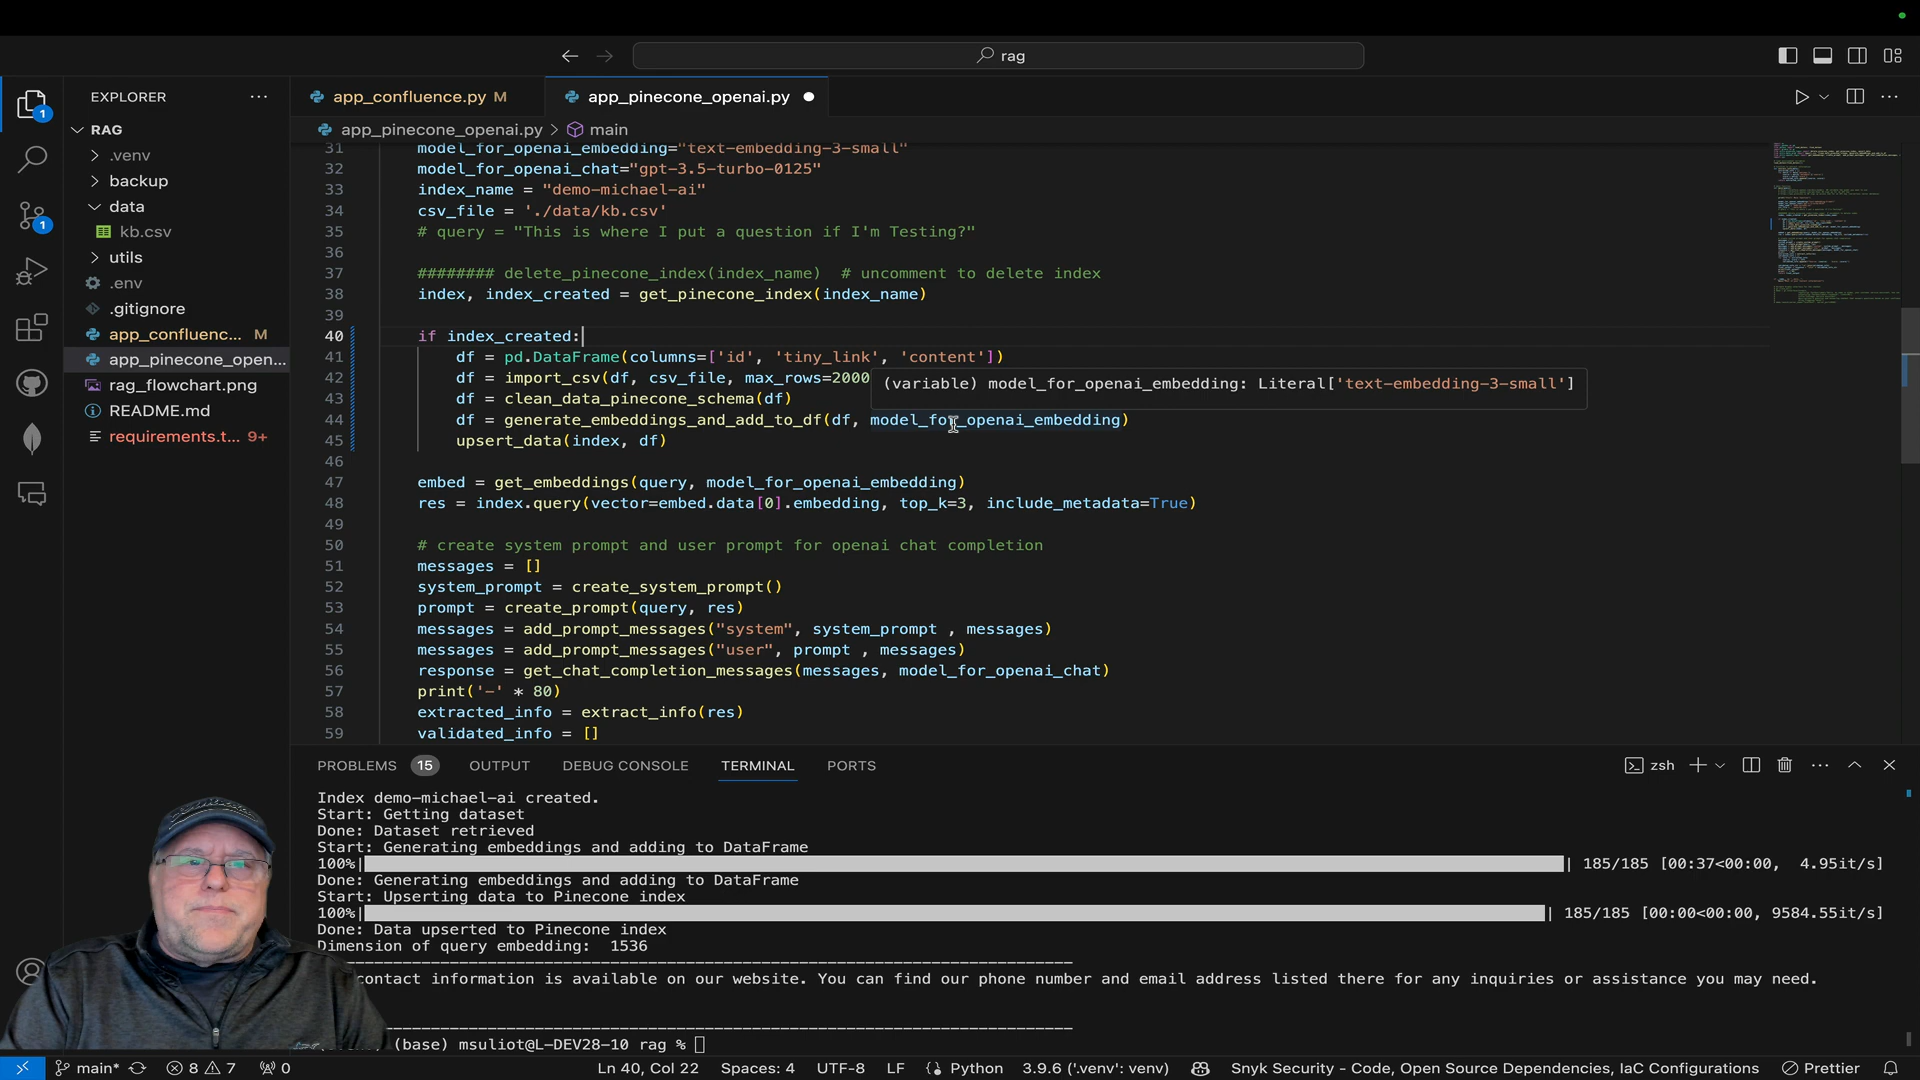 rag
EXPLORER
RAG
.venv
backup
data
kb.csv
utils
.env
.gitignore
app_confluenc... M
app_pinecone_open...
rag_flowchart.png
README.md
requirements.t... 9+
1
1
app_confluence.py M
app_pinecone_openai.py
app_pinecone_openai.py > main
31 model_for_openai_embedding="text-embedding-3-small"
32 model_for_openai_chat="gpt-3.5-turbo-0125"
33 index_name = "demo-michael-ai"
34 csv_file = './data/kb.csv'
35 # query = "This is where I put a question if I'm Testing?"
36
37 ######## delete_pinecone_index(index_name)  # uncomment to delete index
38 index, index_created = get_pinecone_index(index_name)
39
40 if index_created:
41 df = pd.DataFrame(columns=['id', 'tiny_link', 'content'])
42 df = import_csv(df, csv_file, max_rows=2000
(variable) model_for_openai_embedding: Literal['text-embedding-3-small']
43 df = clean_data_pinecone_schema(df)
44 df = generate_embeddings_and_add_to_df(df, model_for_openai_embedding)
45 upsert_data(index, df)
46
47 embed = get_embeddings(query, model_for_openai_embedding)
48 res = index.query(vector=embed.data[0].embedding, top_k=3, include_metadata=True)
49
50 # create system prompt and user prompt for openai chat completion
51 messages = []
52 system_prompt = create_system_prompt()
53 prompt = create_prompt(query, res)
54 messages = add_prompt_messages("system", system_prompt , messages)
55 messages = add_prompt_messages("user", prompt , messages)
56 response = get_chat_completion_messages(messages, model_for_openai_chat)
57 print('-' * 80)
58 extracted_info = extract_info(res)
59 validated_info = []
PROBLEMS 15 OUTPUT DEBUG CONSOLE TERMINAL PORTS zsh
Index demo-michael-ai created.
Start: Getting dataset
Done: Dataset retrieved
Start: Generating embeddings and adding to DataFrame
100%| | 185/185 [00:37<00:00,  4.95it/s]
Done: Generating embeddings and adding to DataFrame
Start: Upserting data to Pinecone index
100%| | 185/185 [00:00<00:00, 9584.55it/s]
Done: Data upserted to Pinecone index
Dimension of query embedding:  1536
contact information is available on our website. You can find our phone number and email address listed there for any inquiries or assistance you may need.
(base) msuliot@L-DEV28-10 rag %
main* 8 7 0 Ln 40, Col 22 Spaces: 4 UTF-8 LF Python 3.9.6 ('.venv': venv) Snyk Security - Code, Open Source Dependencies, IaC Configurations Prettier